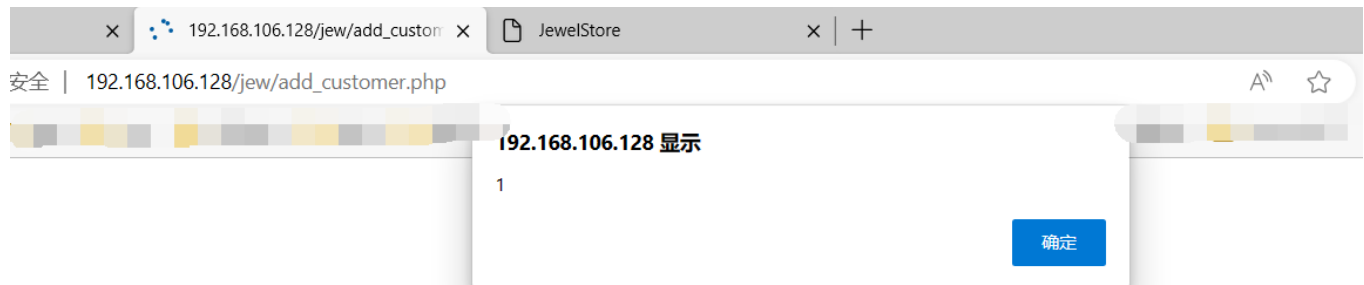 192.168.106.128/jew/add_custom JewelStore
安全 192.168.106.128/jew/add_customer.php A
192.168.106.128 显示
1
确定